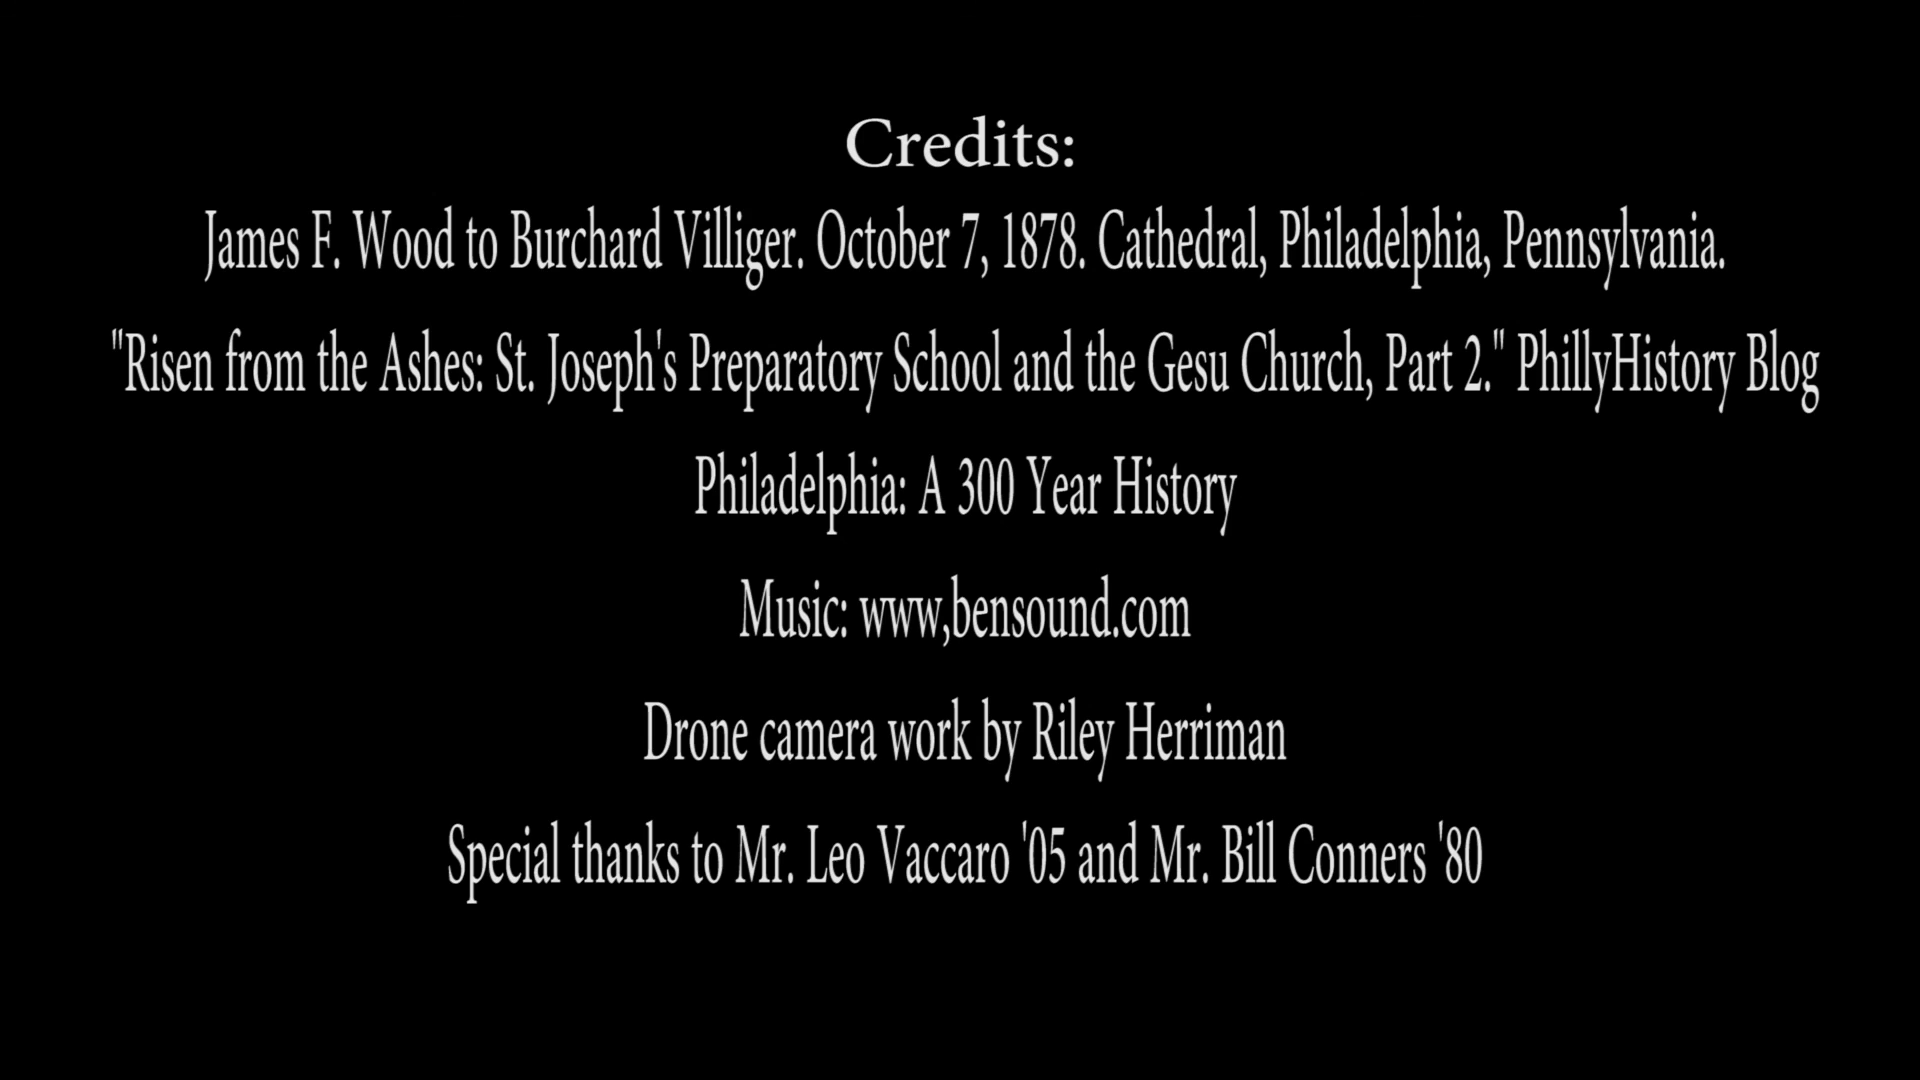 Credits:
James F. Wood to Burchard Villiger. October 7, 1878. Cathedral, Philadelphia, Pennsylvania.
"Risen from the Ashes: St. Joseph's Preparatory School and the Gesu Church, Part 2." PhillyHistory Blog
Philadelphia: A 300 Year History
Music: www,bensound.com
Drone camera work by Riley Herriman
Special thanks to Mr. Leo Vaccaro '05 and Mr. Bill Conners '80